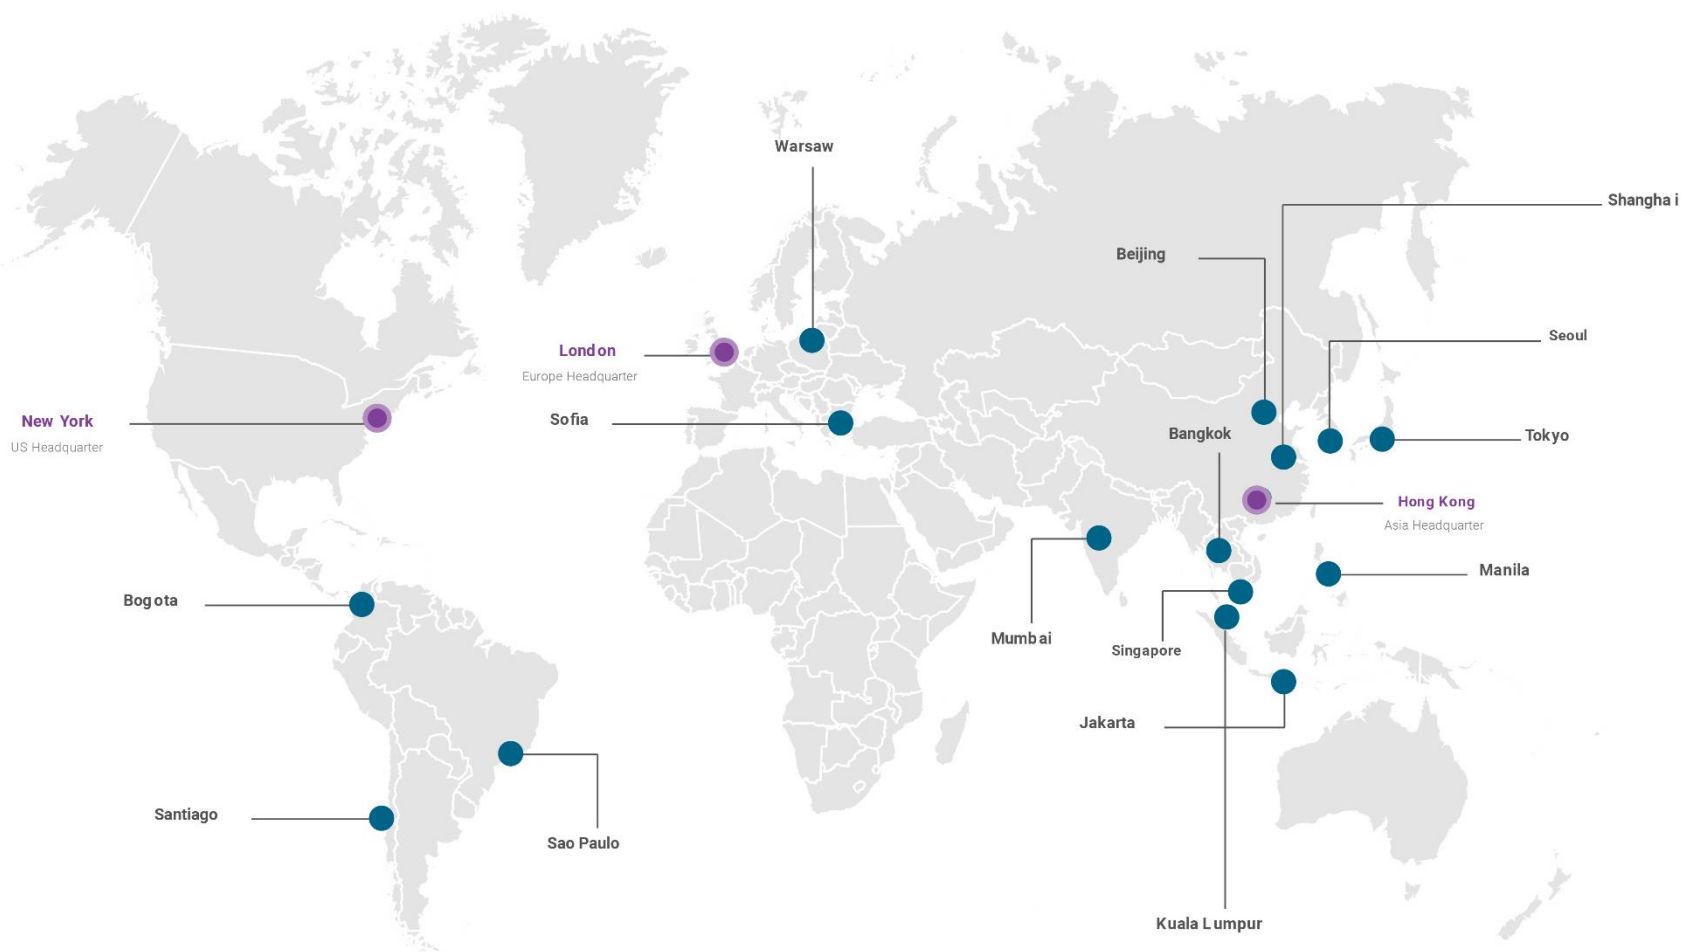 Warsaw
Shanghai
Beijing
Seoul
London
Europe Headquarter
New York
US Headquarter
Sofia
Bangkok
Tokyo
Hong Kong
Asia Headquarter
Manila
Bogota
Mumbai
Singapore
Jakarta
Santiago
Sao Paulo
Kuala Lumpur